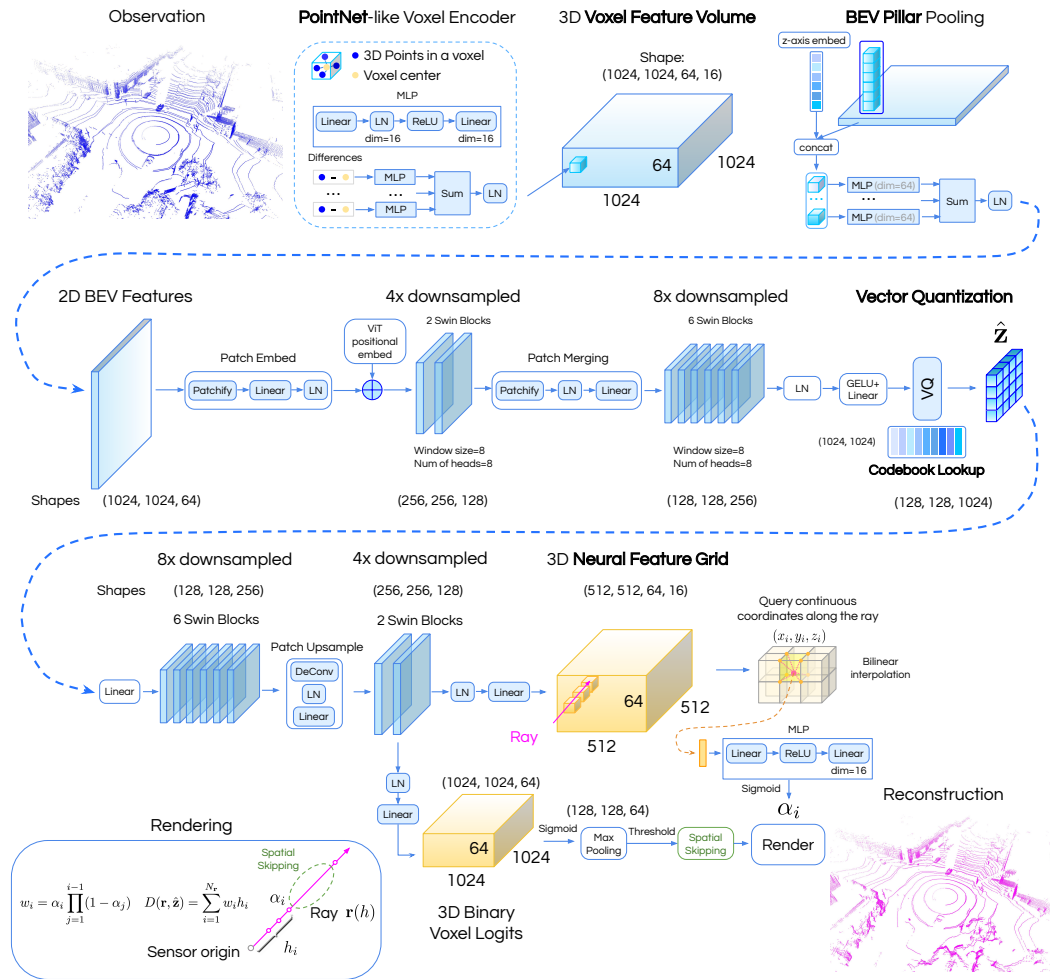 Observation
PointNet-like Voxel Encoder
3D Points in a voxel
Voxel center
MLP
Linear
LN
ReLU
Linear
dim=16
dim=16
Differences
-
MLP
...
...
-
MLP
Sum
LN
3D Voxel Feature Volume
Shape:
(1024, 1024, 64, 16)
64
1024
1024
BEV Pillar Pooling
z-axis embed
concat
MLP (dim=64)
...
...
MLP (dim=64)
Sum
LN
2D BEV Features
Patch Embed
Patchify
Linear
LN
ViT
positional
embed
4x downsampled
2 Swin Blocks
Window size=8
Num of heads=8
Patch Merging
Patchify
LN
Linear
8x downsampled
6 Swin Blocks
Window size=8
Num of heads=8
LN
GELU+
Linear
Vector Quantization
VQ
ẑ
(1024, 1024)
Codebook Lookup
Shapes
(1024, 1024, 64)
(256, 256, 128)
(128, 128, 256)
(128, 128, 1024)
8x downsampled
4x downsampled
3D Neural Feature Grid
Shapes
(128, 128, 256)
(256, 256, 128)
(512, 512, 64, 16)
6 Swin Blocks
2 Swin Blocks
Linear
Patch Upsample
DeConv
LN
Linear
LN
Linear
Ray
64
512
512
Query continuous
coordinates along the ray
(x_i, y_i, z_i)
Bilinear
interpolation
MLP
Linear
ReLU
Linear
dim=16
Sigmoid
α_i
LN
Linear
(1024, 1024, 64)
64
1024
1024
3D Binary
Voxel Logits
Sigmoid
(128, 128, 64)
Max
Pooling
Threshold
Spatial
Skipping
Render
Reconstruction
Rendering
Spatial
Skipping
w_i = α_i ∏_{j=1}^{i-1} (1 − α_j)
D(r, ẑ) = ∑_{i=1}^{N_r} w_i h_i
α_i
Ray r(h)
h_i
Sensor origin